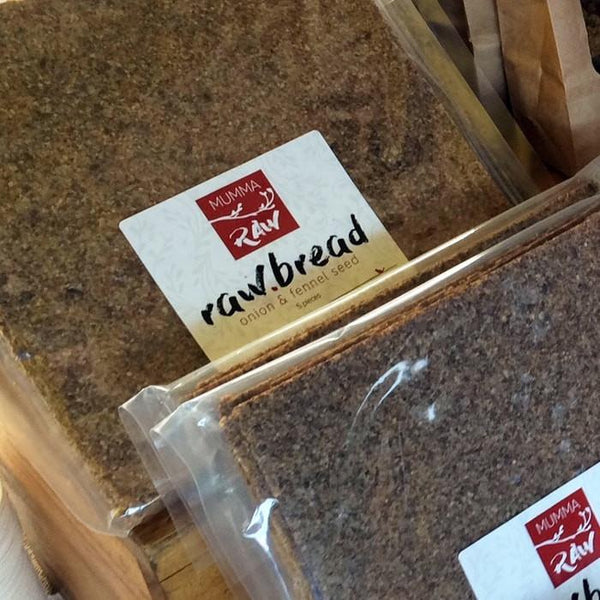 MUMMA
RAW
raw.bread
onion & fennel seed
5 pieces
MUMMA
RAW